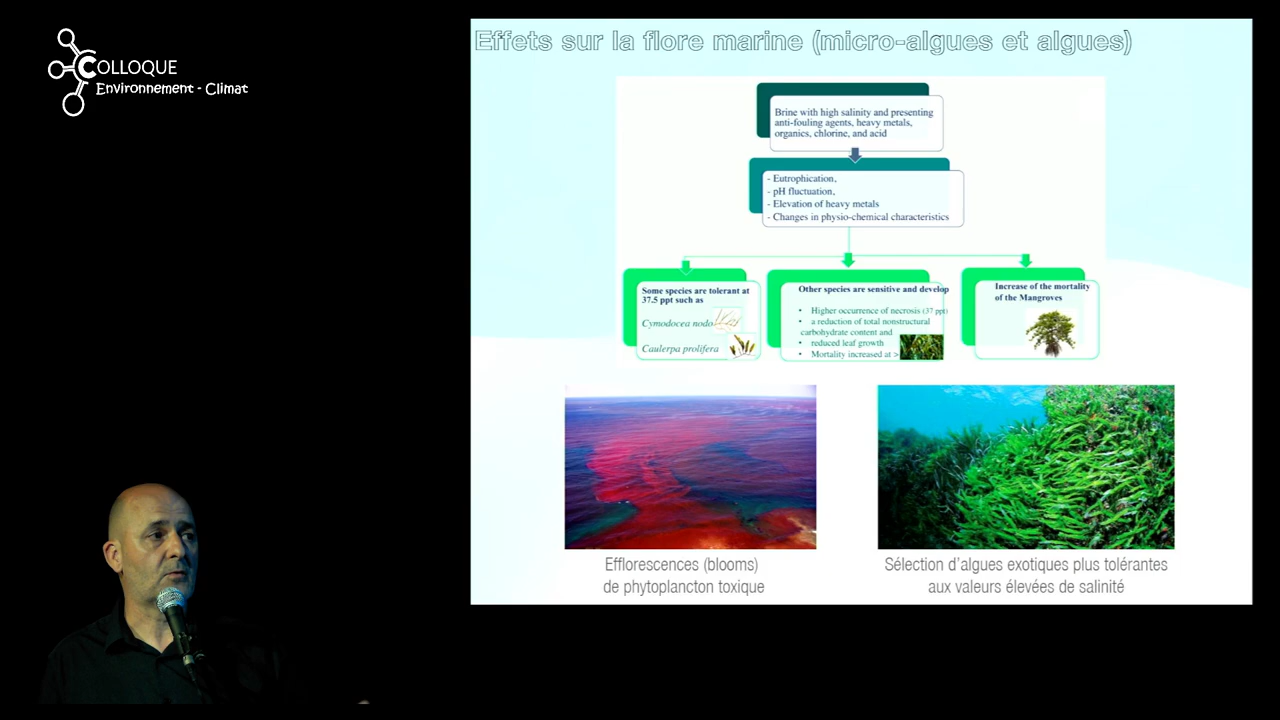 COLLOQUE
Environnement - Climat
Effets sur la flore marine (micro-algues et algues)
Brine with high salinity and presenting
anti-fouling agents, heavy metals,
organics, chlorine, and acid
- Eutrophication,
- pH fluctuation,
- Elevation of heavy metals
- Changes in physio-chemical characteristics
Some species are tolerant at
37.5 ppt such as
Cymodocea nodo
Caulerpa prolifera
Other species are sensitive and develop
• Higher occurrence of necrosis (37 ppt)
• a reduction of total nonstructural
carbohydrate content and
• reduced leaf growth
• Mortality increased at >
Increase of the mortality
of the Mangroves
Efflorescences (blooms)
de phytoplancton toxique
Sélection d'algues exotiques plus tolérantes
aux valeurs élevées de salinité